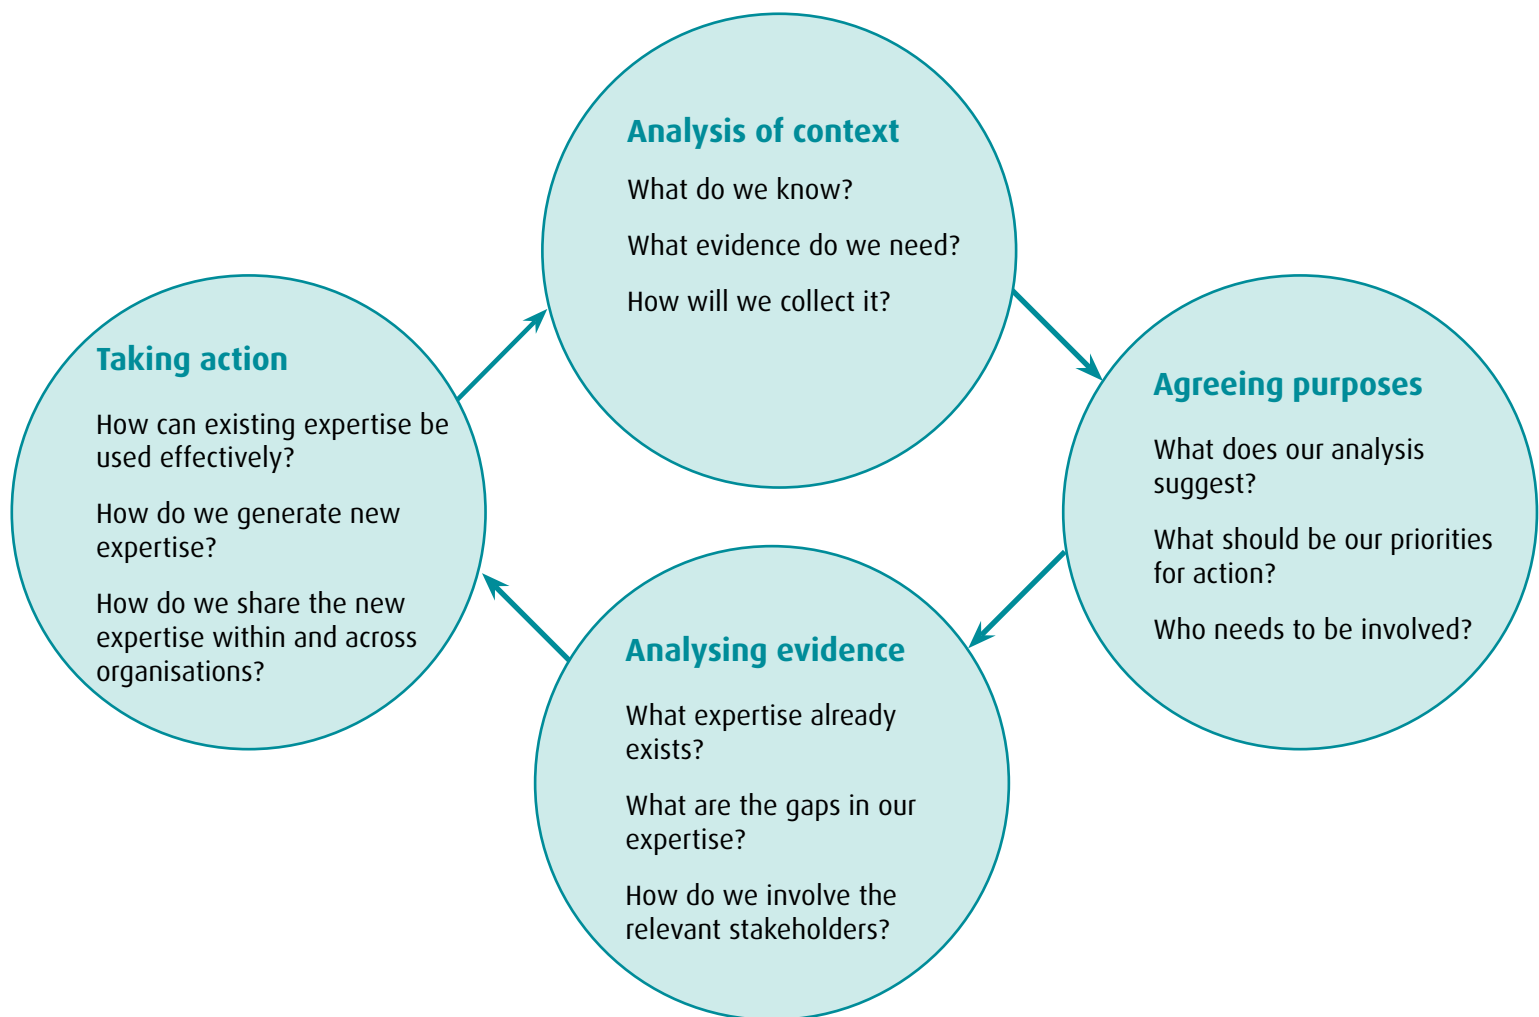 Analysis of context
What do we know?
What evidence do we need?
How will we collect it?
Agreeing purposes
What does our analysis
suggest?
What should be our priorities
for action?
Who needs to be involved?
Analysing evidence
What expertise already
exists?
What are the gaps in our
expertise?
How do we involve the
relevant stakeholders?
Taking action
How can existing expertise be
used effectively?
How do we generate new
expertise?
How do we share the new
expertise within and across
organisations?